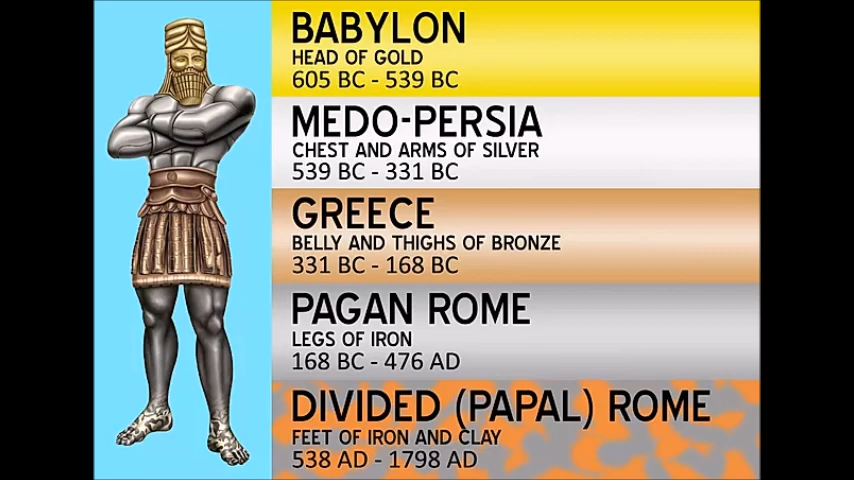 BABYLON
HEAD OF GOLD
605 BC - 539 BC
MEDO-PERSIA
CHEST AND ARMS OF SILVER
539 BC - 331 BC
GREECE
BELLY AND THIGHS OF BRONZE
331 BC - 168 BC
PAGAN ROME
LEGS OF IRON
168 BC - 476 AD
DIVIDED (PAPAL) ROME
FEET OF IRON AND CLAY
538 AD - 1798 AD